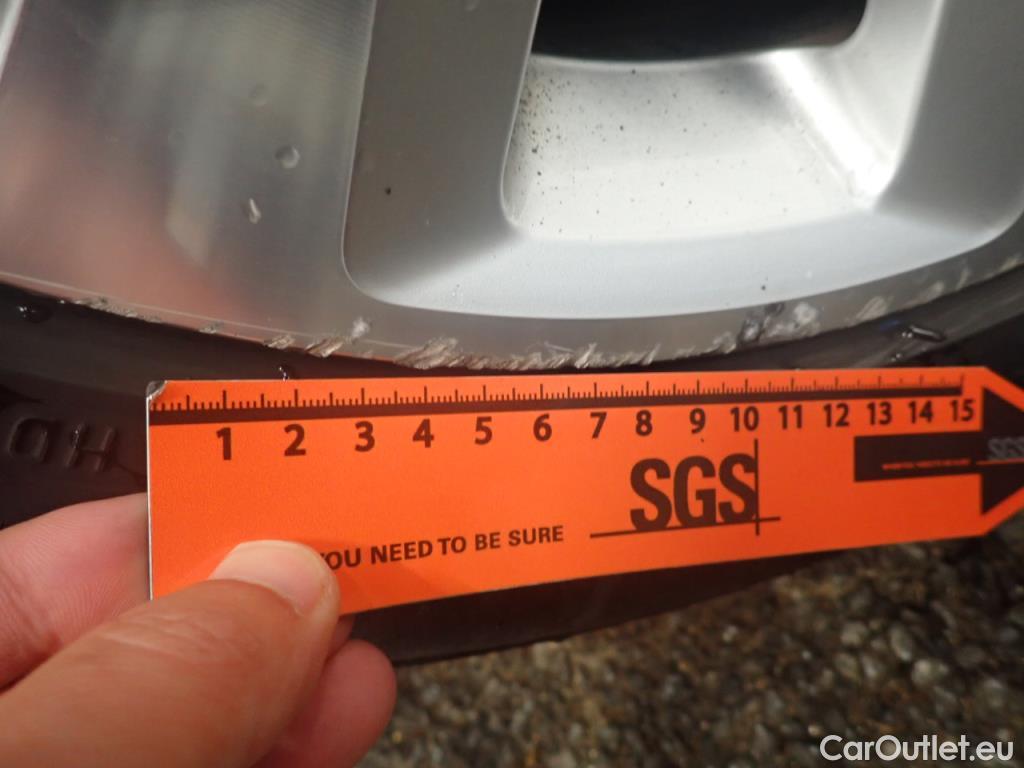 1 2 3 4 5 6 7 8 9 10 11 12 13 14 15
SGS
SGS
YOU NEED TO BE SURE
CarOutlet.eu